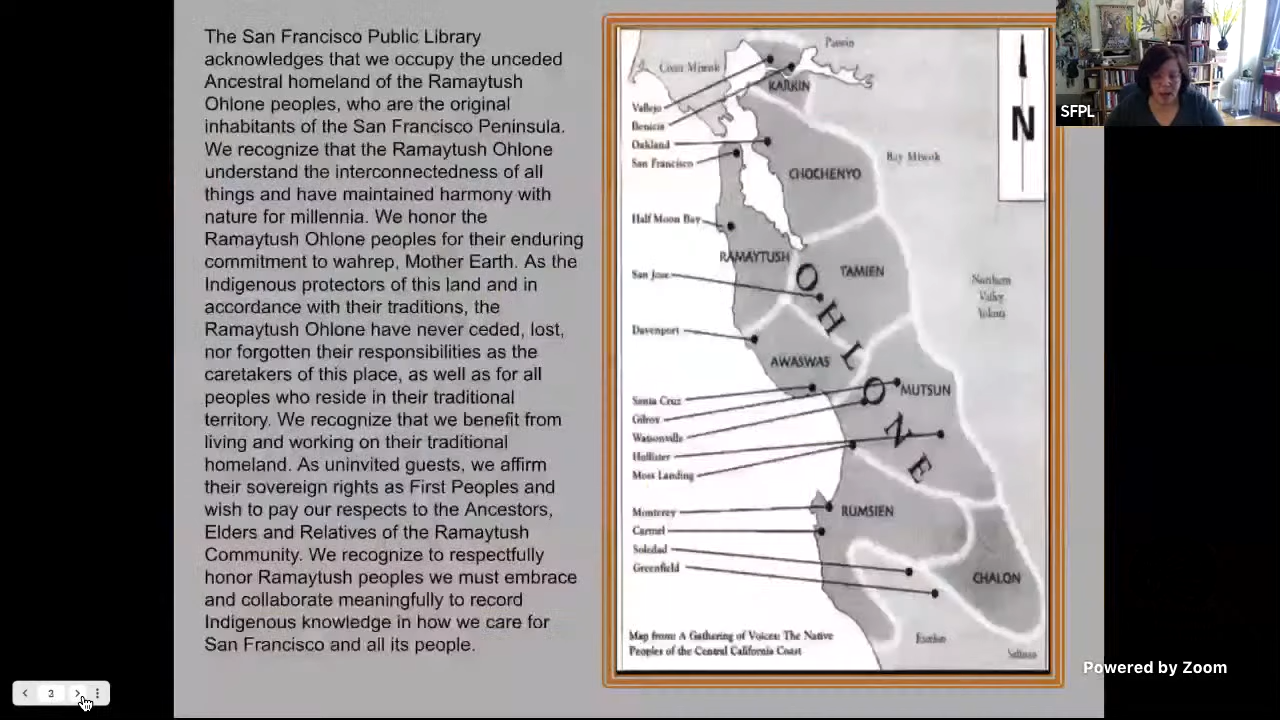 The San Francisco Public Library
acknowledges that we occupy the unceded
Ancestral homeland of the Ramaytush
Ohlone peoples, who are the original
inhabitants of the San Francisco Peninsula.
We recognize that the Ramaytush Ohlone
understand the interconnectedness of all
things and have maintained harmony with
nature for millennia. We honor the
Ramaytush Ohlone peoples for their enduring
commitment to wahrep, Mother Earth. As the
Indigenous protectors of this land and in
accordance with their traditions, the
Ramaytush Ohlone have never ceded, lost,
nor forgotten their responsibilities as the
caretakers of this place, as well as for all
peoples who reside in their traditional
territory. We recognize that we benefit from
living and working on their traditional
homeland. As uninvited guests, we affirm
their sovereign rights as First Peoples and
wish to pay our respects to the Ancestors,
Elders and Relatives of the Ramaytush
Community. We recognize to respectfully
honor Ramaytush peoples we must embrace
and collaborate meaningfully to record
Indigenous knowledge in how we care for
San Francisco and all its people.
Patwin
Coast Miwok
KARKIN
Vallejo
Benicia
Oakland
San Francisco
N
Bay Miwok
CHOCHENYO
Half Moon Bay
RAMAYTUSH
TAMIEN
San Jose
Northern
Valley
Yokuts
OHLONE
Davenport
AWASWAS
MUTSUN
Santa Cruz
Gilroy
Watsonville
Hollister
Moss Landing
Monterey
RUMSIEN
Carmel
Soledad
Greenfield
CHALON
Esselen
Salinan
Map from: A Gathering of Voices: The Native
Peoples of the Central California Coast
SFPL
3
Powered by Zoom